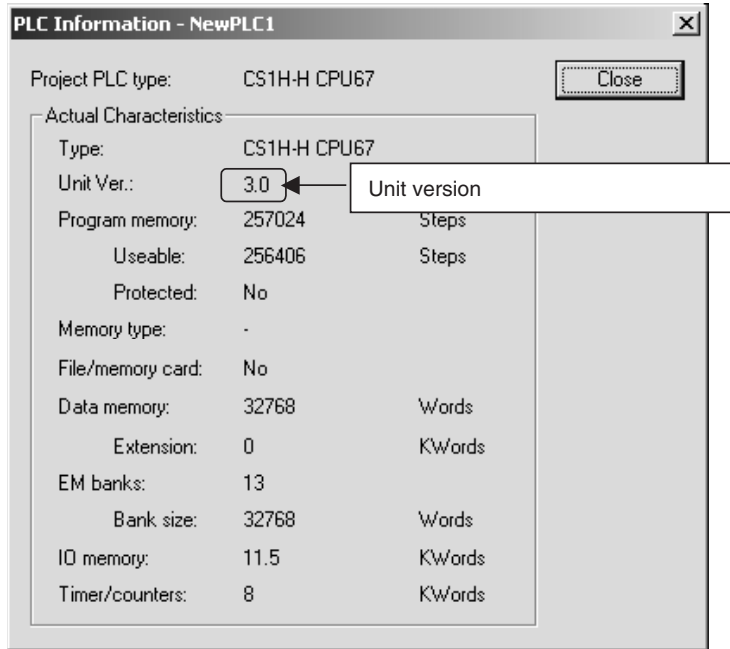 PLC Information - NewPLC1
Project PLC type: CS1H-H CPU67 Close
Actual Characteristics
Type: CS1H-H CPU67
Unit Ver.: 3.0 Unit version
Program memory: 257024 Steps
Useable: 256406 Steps
Protected: No
Memory type: -
File/memory card: No
Data memory: 32768 Words
Extension: 0 KWords
EM banks: 13
Bank size: 32768 Words
IO memory: 11.5 KWords
Timer/counters: 8 KWords